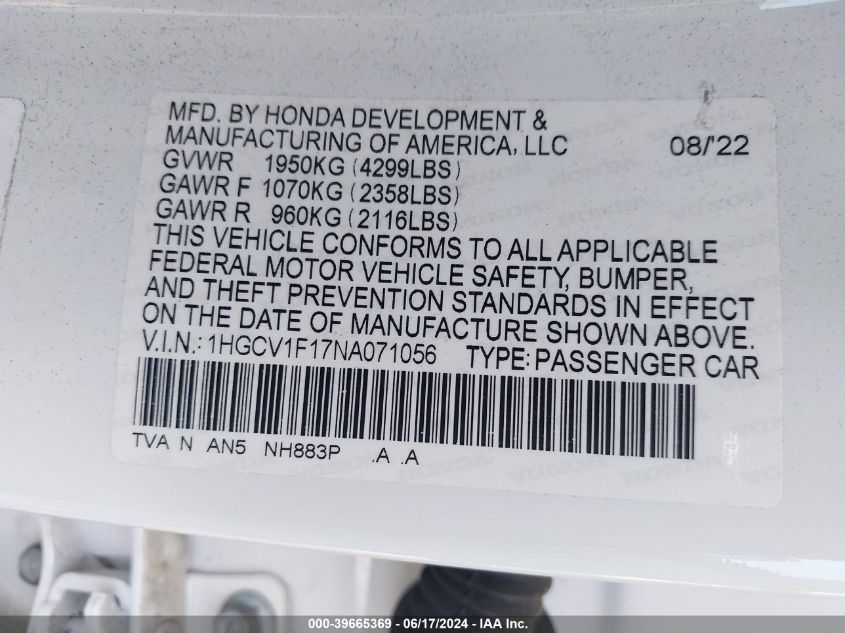 MFD. BY HONDA DEVELOPMENT &
MANUFACTURING OF AMERICA, LLC 08/'22
GVWR 1950KG (4299LBS)
GAWR F 1070KG (2358LBS)
GAWR R 960KG (2116LBS)
THIS VEHICLE CONFORMS TO ALL APPLICABLE
FEDERAL MOTOR VEHICLE SAFETY, BUMPER,
AND THEFT PREVENTION STANDARDS IN EFFECT
ON THE DATE OF MANUFACTURE SHOWN ABOVE.
V.I.N.: 1HGCV1F17NA071056 TYPE: PASSENGER CAR
TVA N AN5 NH883P .A .A
000-39665369 / 06/17/2024 - IAA Inc.